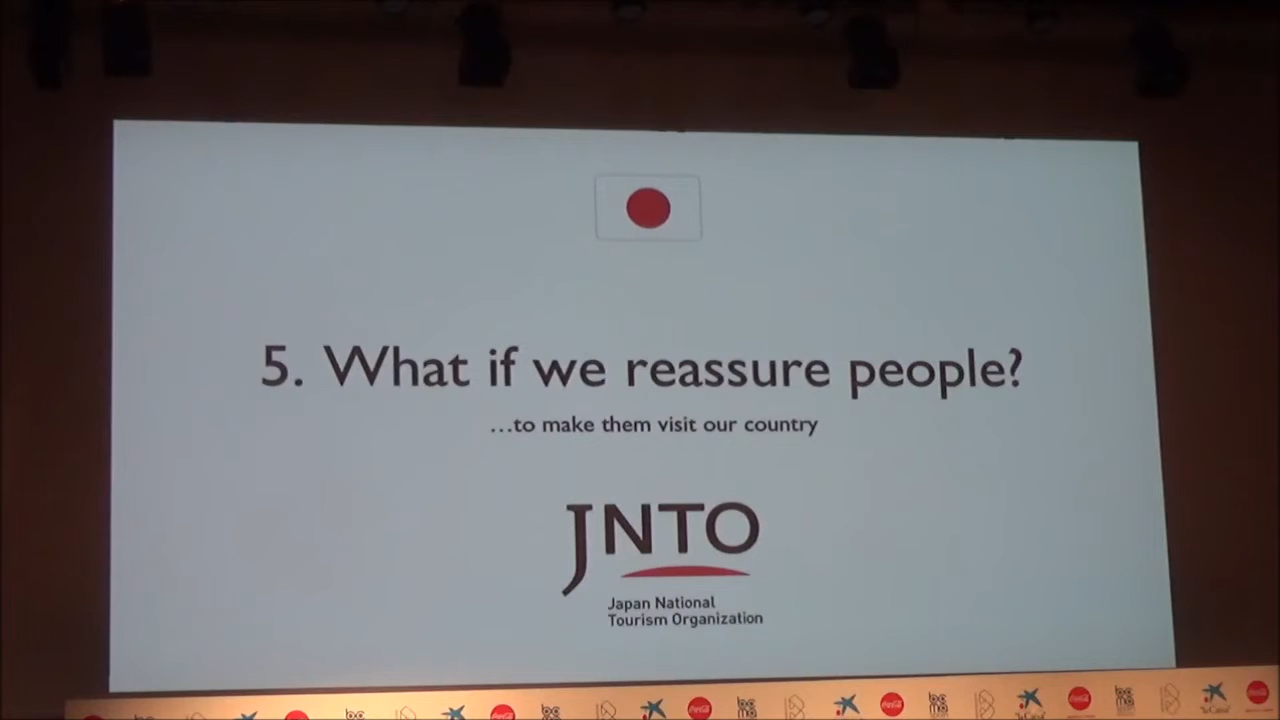 5. What if we reassure people?
...to make them visit our country
JNTO
Japan National
Tourism Organization